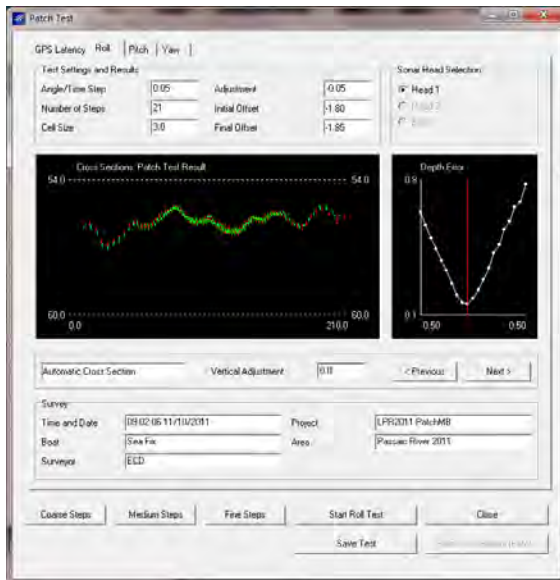 Patch Test
GPS Latency Roll Pitch Yaw
Test Settings and Results
Sonar Head Selection
Angle/Time Step 0.05 Adjustment -0.05
Head 1
Number of Steps 21 Initial Offset -1.80
Head 2
Cell Size 3.0 Final Offset -1.85
Cross Sections: Patch Test Result
Depth Error
54.0 54.0
0.9
60.0 60.0
0.1
0.0 210.0
-0.50 0.50
Automatic Cross Section Vertical Adjustment 0.0 < Previous Next >
Survey
Time and Date 09:02:06 11/10/2011 Project LPR2011 PatchMB
Boat Sea Fix Area Passaic River 2011
Surveyor ECD
Coarse Steps Medium Steps Fine Steps Start Roll Test Close
Save Test